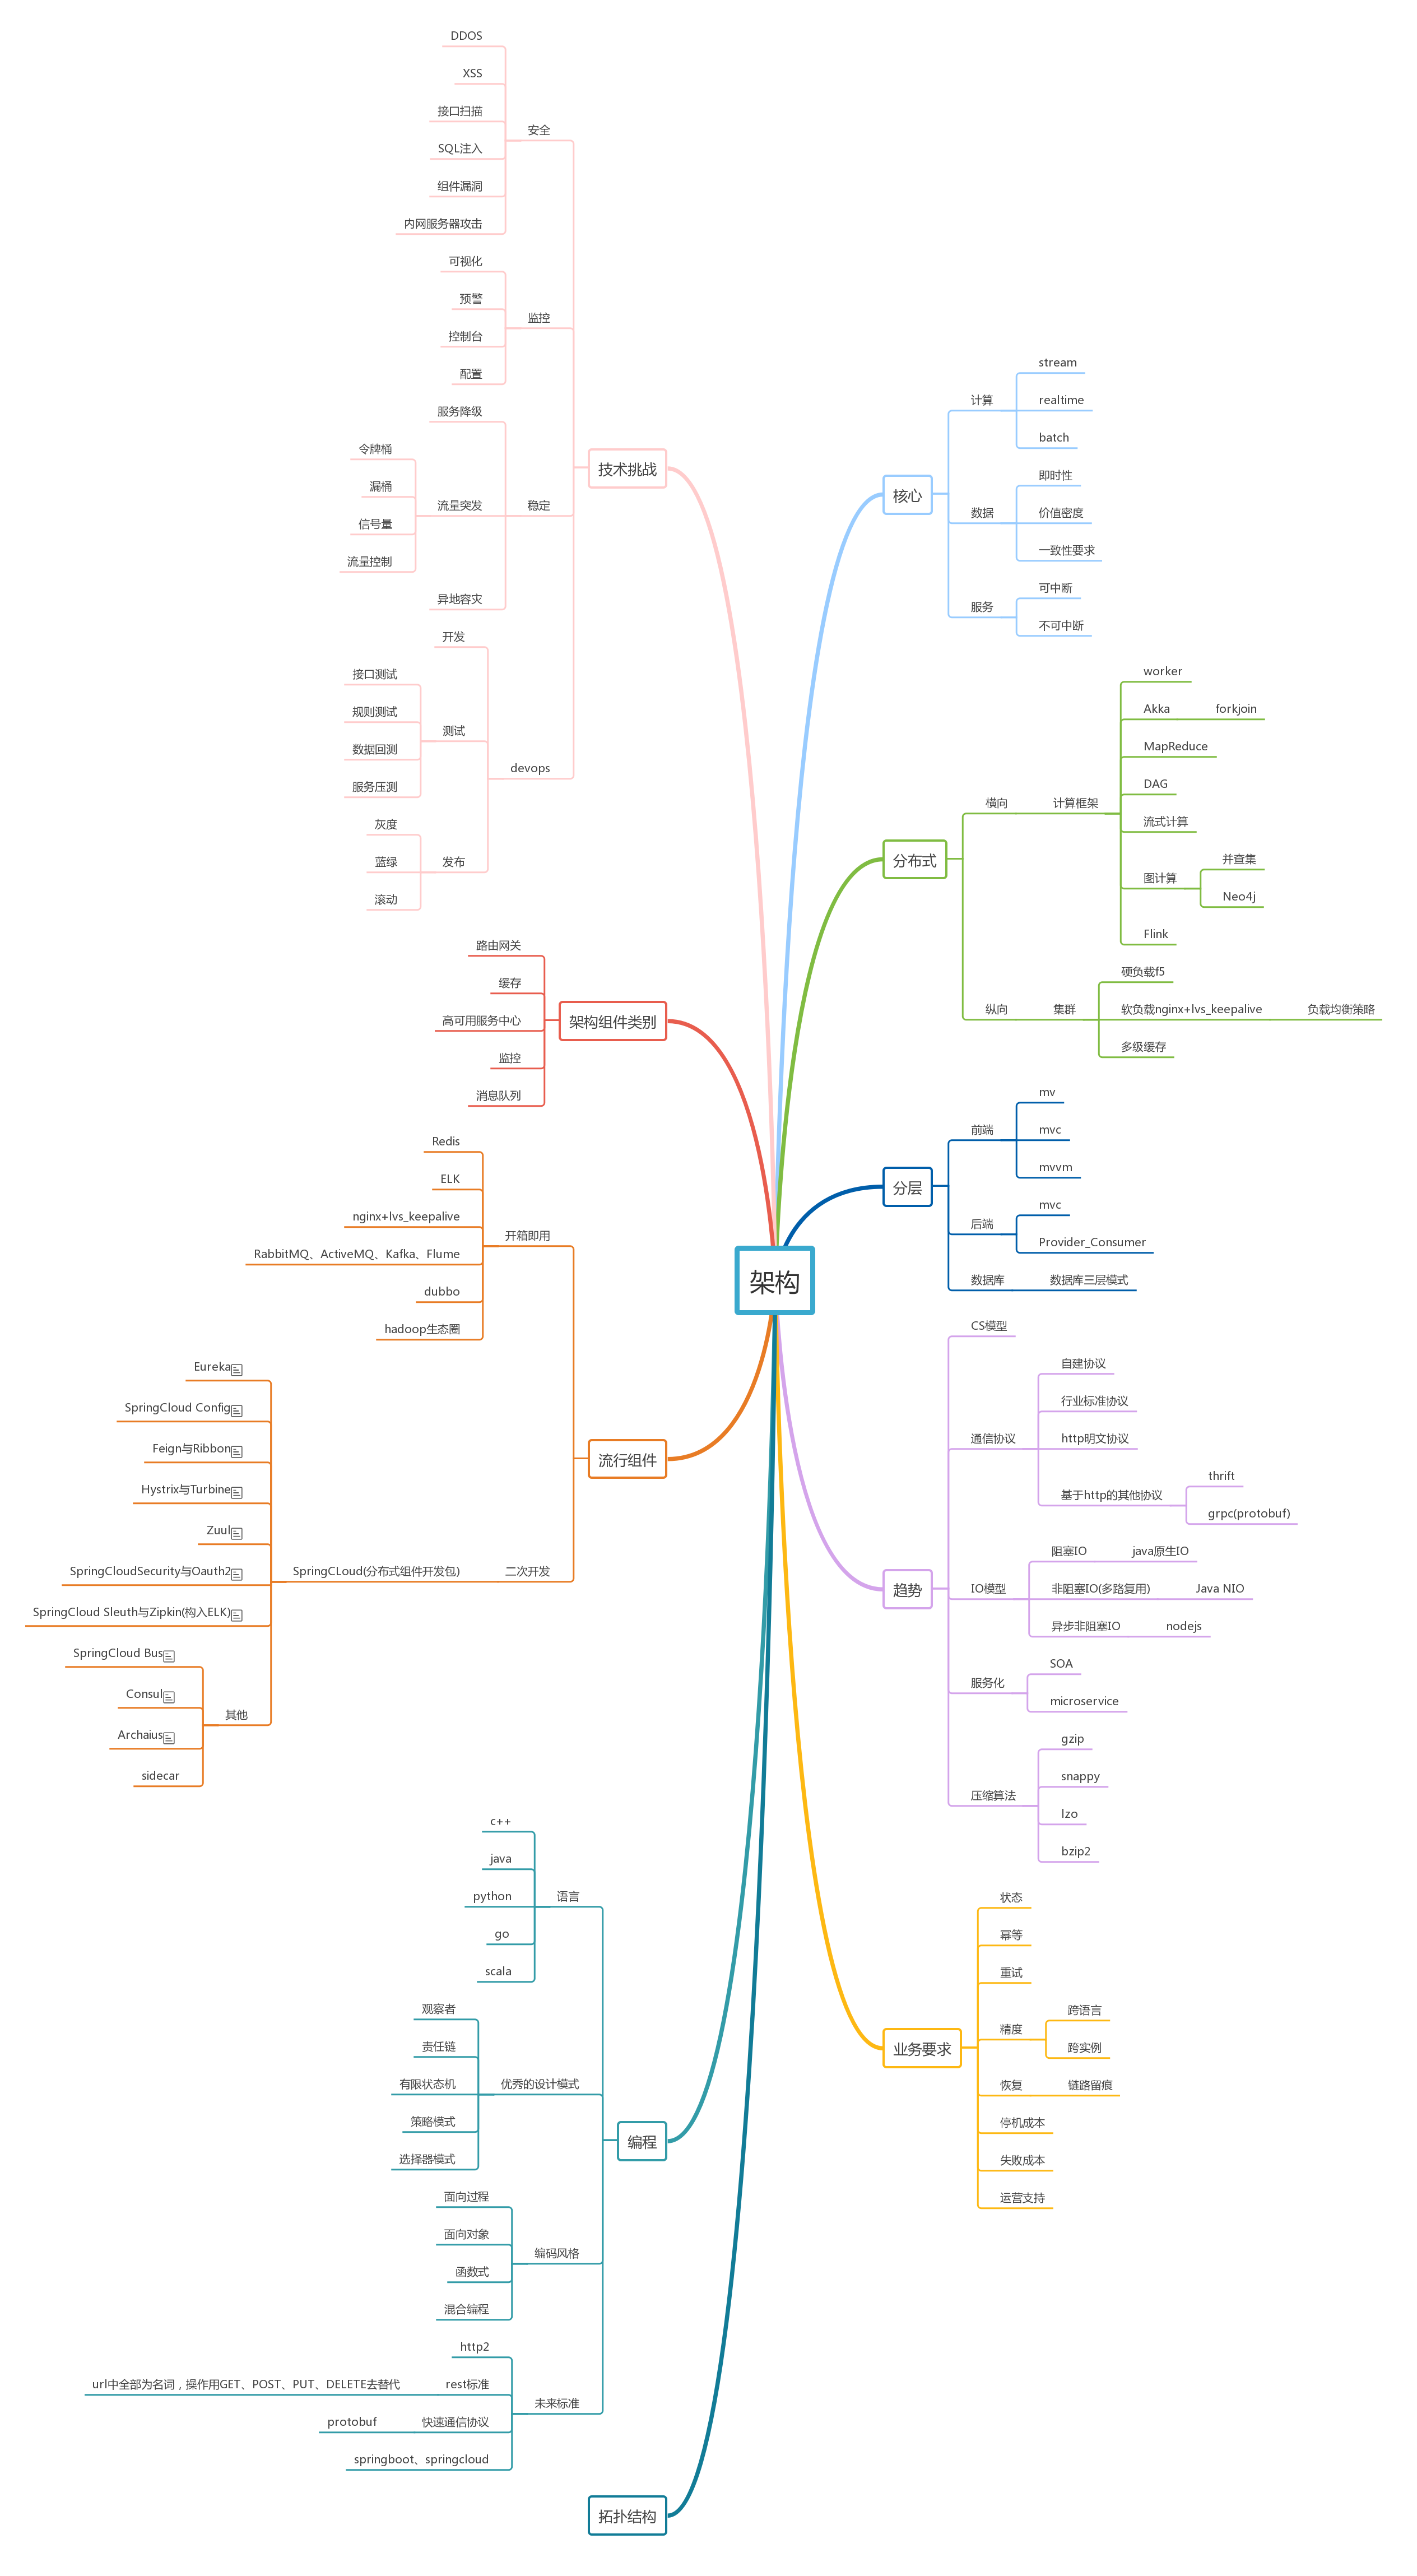 架构
核心
计算
stream
realtime
batch
数据
即时性
价值密度
一致性要求
服务
可中断
不可中断
分布式
横向
计算框架
worker
Akka
forkjoin
MapReduce
DAG
流式计算
图计算
并查集
Neo4j
Flink
纵向
集群
硬负载f5
软负载nginx+lvs_keepalive
负载均衡策略
多级缓存
分层
前端
mv
mvc
mvvm
后端
mvc
Provider_Consumer
数据库
数据库三层模式
趋势
CS模型
通信协议
自建协议
行业标准协议
http明文协议
基于http的其他协议
thrift
grpc(protobuf)
IO模型
阻塞IO
java原生IO
非阻塞IO(多路复用)
Java NIO
异步非阻塞IO
nodejs
服务化
SOA
microservice
压缩算法
gzip
snappy
lzo
bzip2
业务要求
状态
幂等
重试
精度
跨语言
跨实例
恢复
链路留痕
停机成本
失败成本
运营支持
技术挑战
安全
DDOS
XSS
接口扫描
SQL注入
组件漏洞
内网服务器攻击
监控
可视化
预警
控制台
配置
稳定
服务降级
流量突发
令牌桶
漏桶
信号量
流量控制
异地容灾
devops
开发
测试
接口测试
规则测试
数据回测
服务压测
发布
灰度
蓝绿
滚动
架构组件类别
路由网关
缓存
高可用服务中心
监控
消息队列
流行组件
开箱即用
Redis
ELK
nginx+lvs_keepalive
RabbitMQ、ActiveMQ、Kafka、Flume
dubbo
hadoop生态圈
二次开发
SpringCLoud(分布式组件开发包)
Eureka
SpringCloud Config
Feign与Ribbon
Hystrix与Turbine
Zuul
SpringCloudSecurity与Oauth2
SpringCloud Sleuth与Zipkin(构入ELK)
其他
SpringCloud Bus
Consul
Archaius
sidecar
编程
语言
c++
java
python
go
scala
优秀的设计模式
观察者
责任链
有限状态机
策略模式
选择器模式
编码风格
面向过程
面向对象
函数式
混合编程
未来标准
http2
rest标准
url中全部为名词，操作用GET、POST、PUT、DELETE去替代
快速通信协议
protobuf
springboot、springcloud
拓扑结构